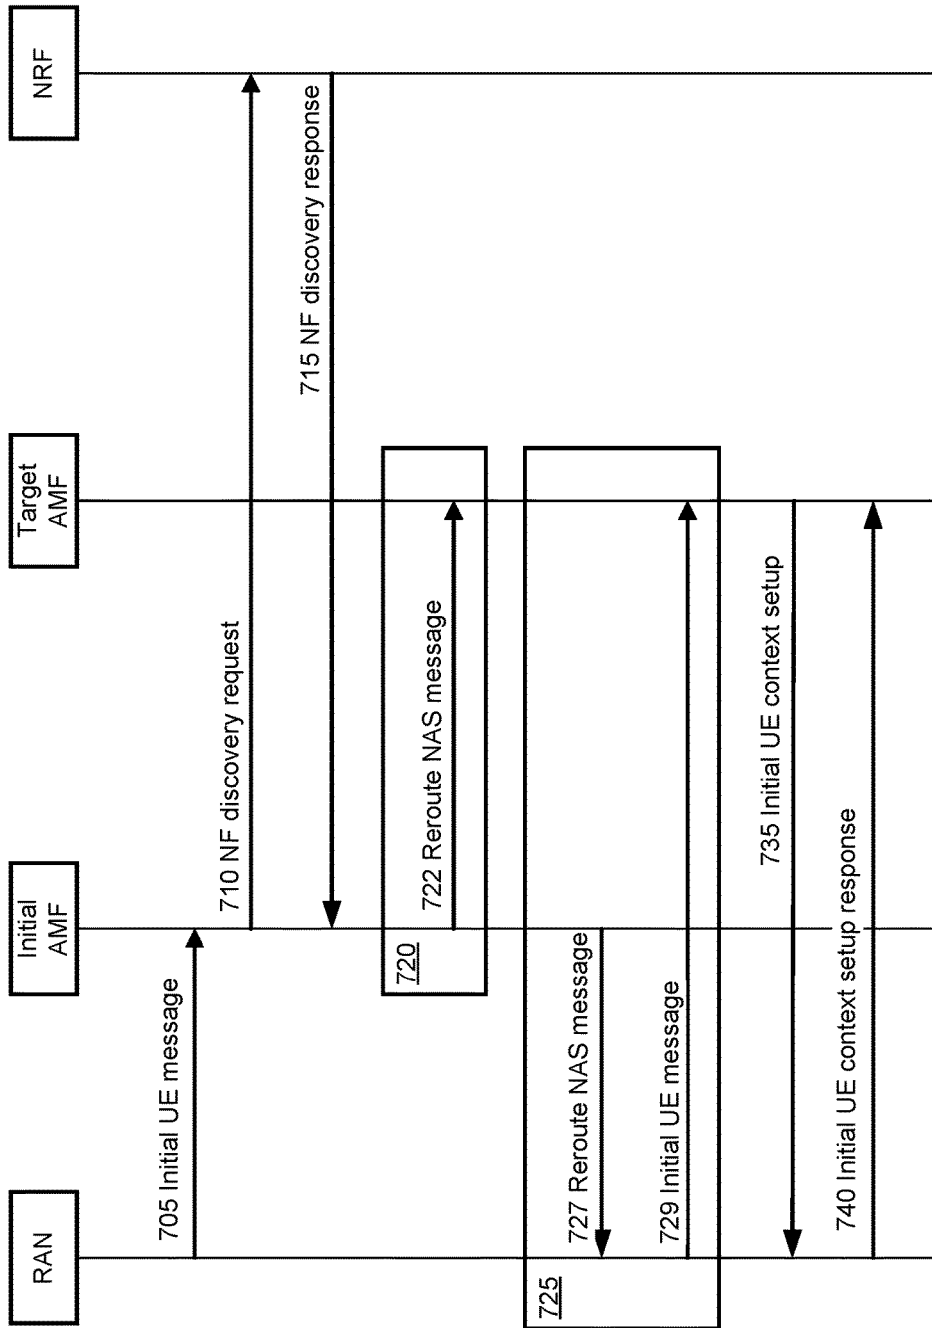 RAN
Initial
AMF
Target
AMF
NRF
705 Initial UE message
710 NF discovery request
715 NF discovery response
720
722 Reroute NAS message
725
727 Reroute NAS message
729 Initial UE message
735 Initial UE context setup
740 Initial UE context setup response